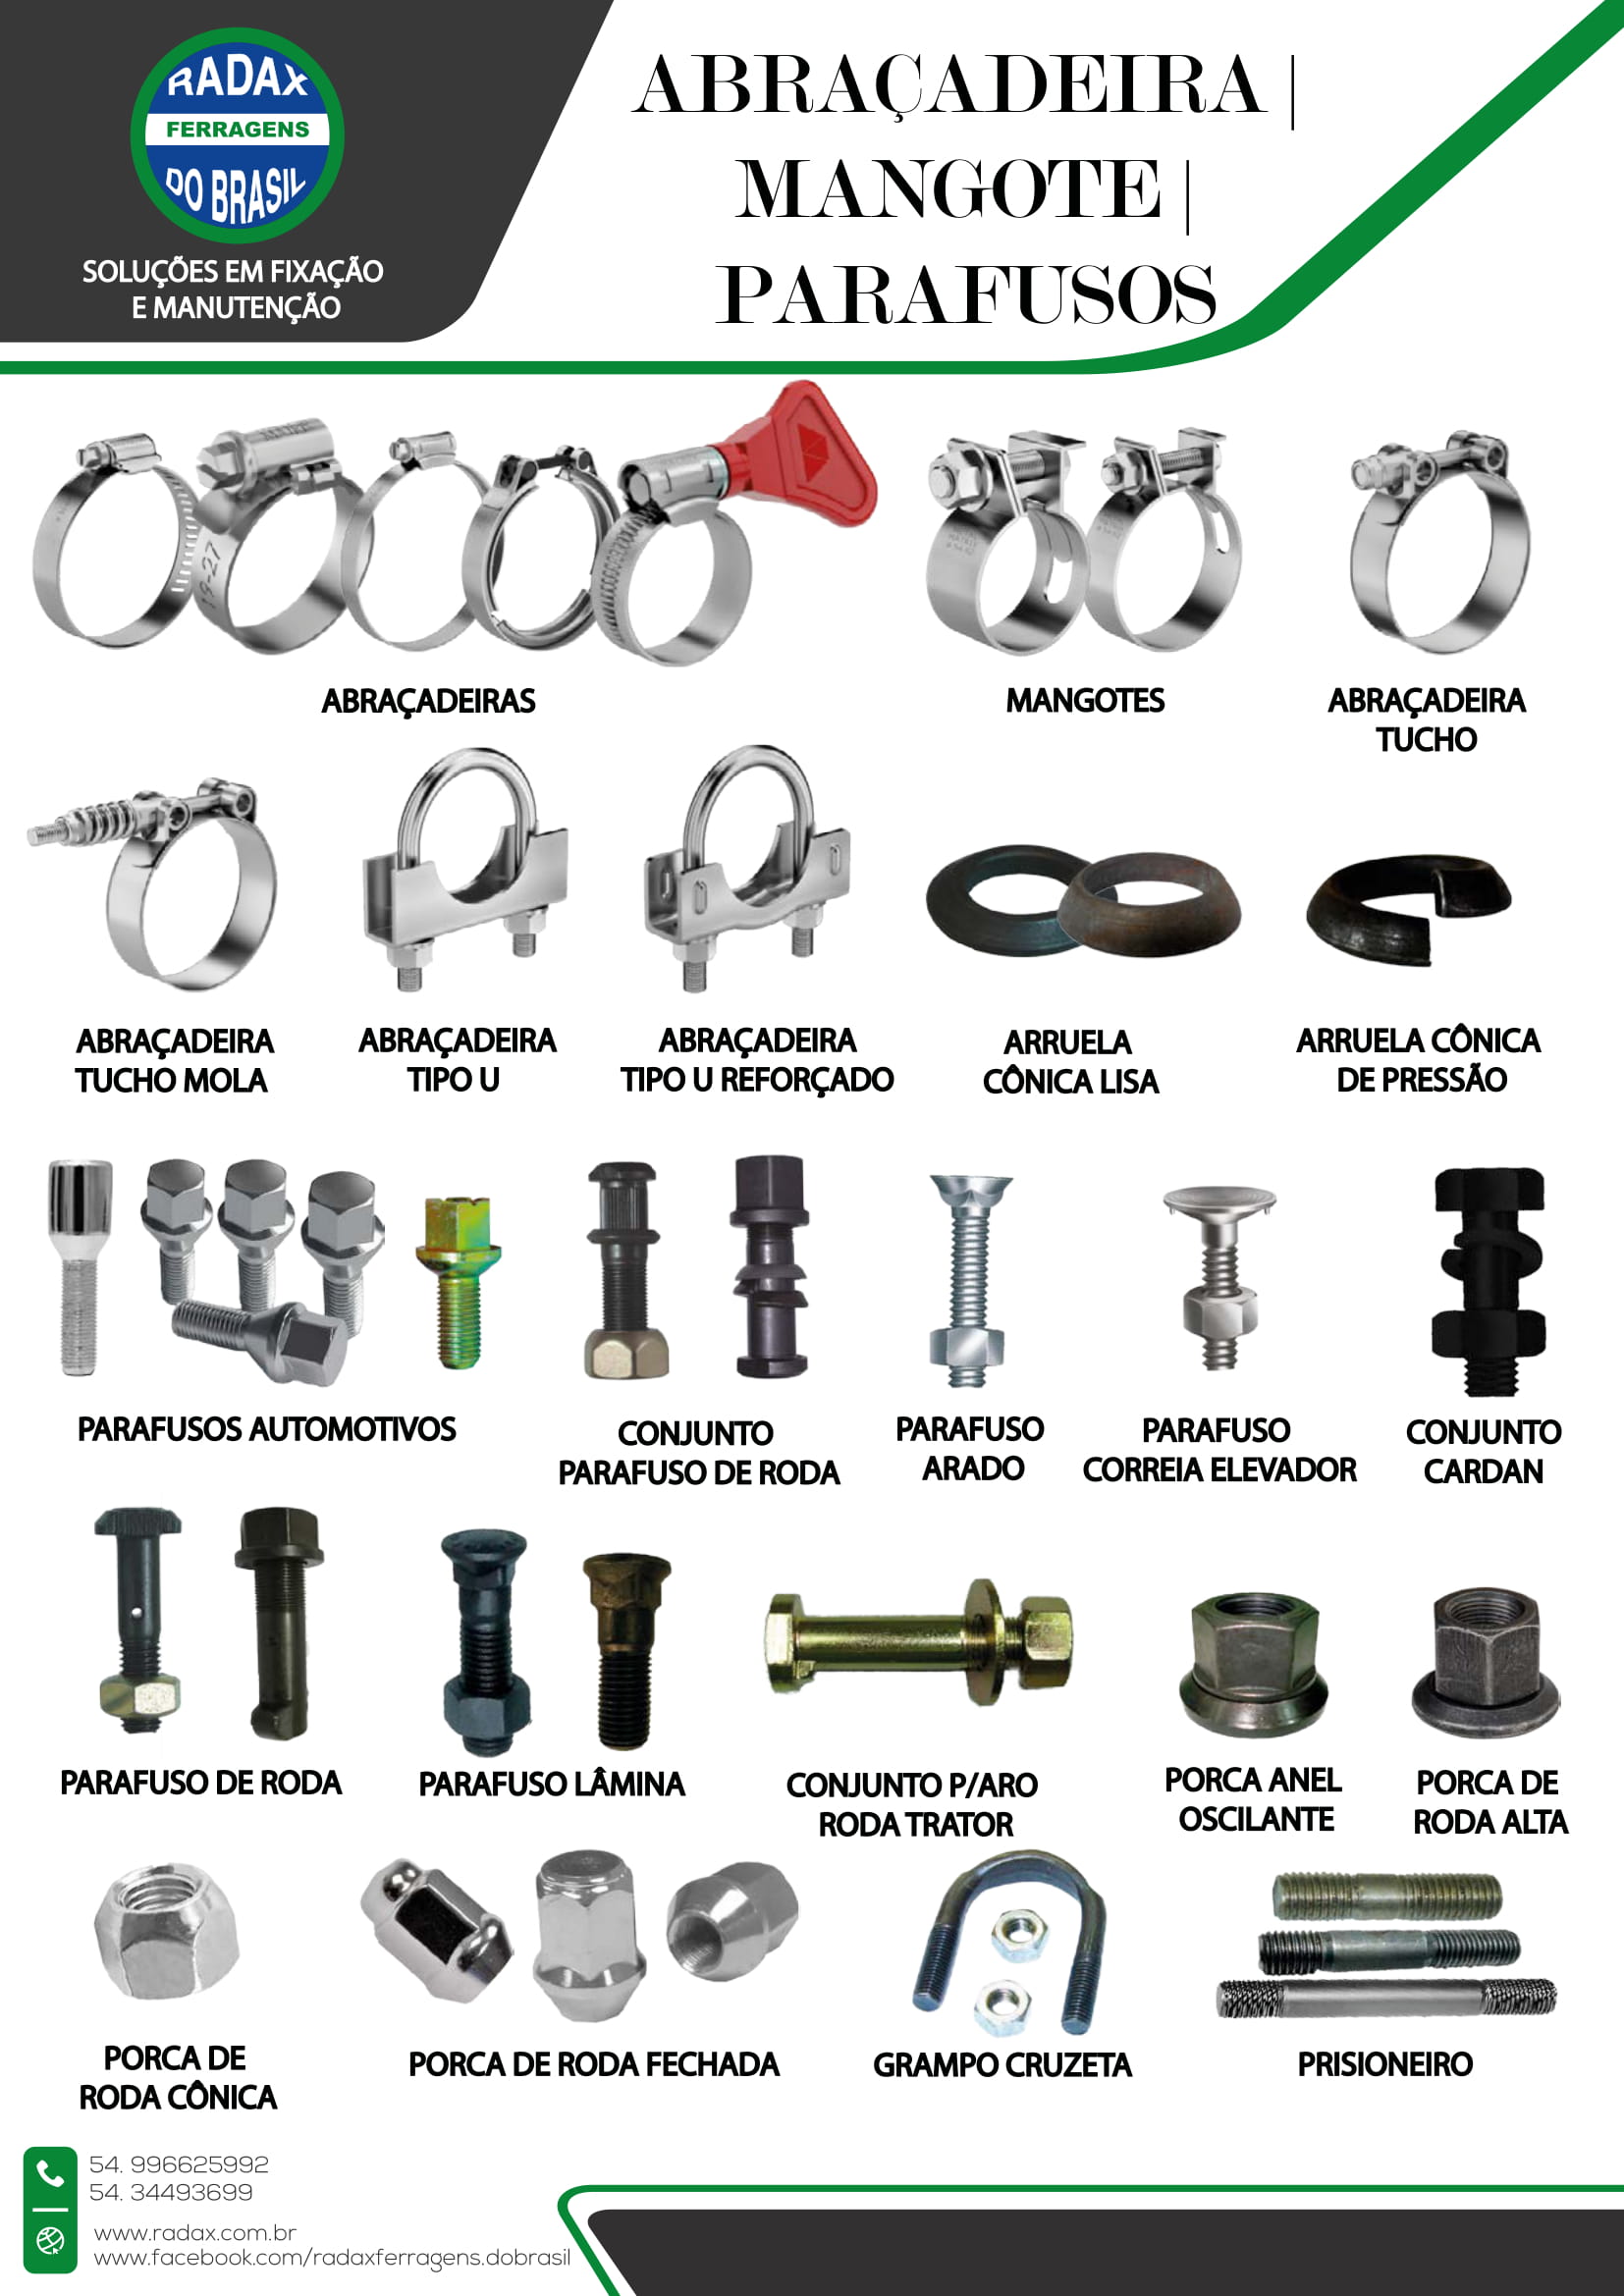 RADAX
FERRAGENS
DO BRASIL
SOLUÇÕES EM FIXAÇÃO
E MANUTENÇÃO
ABRAÇADEIRA |
MANGOTE |
PARAFUSOS
19-27
ABRAÇADEIRAS
MANGOTES
ABRAÇADEIRA
TUCHO
ABRAÇADEIRA
TUCHO MOLA
ABRAÇADEIRA
TIPO U
ABRAÇADEIRA
TIPO U REFORÇADO
ARRUELA
CÔNICA LISA
ARRUELA CÔNICA
DE PRESSÃO
PARAFUSOS AUTOMOTIVOS
CONJUNTO
PARAFUSO DE RODA
PARAFUSO
ARADO
PARAFUSO
CORREIA ELEVADOR
CONJUNTO
CARDAN
PARAFUSO DE RODA
PARAFUSO LÂMINA
CONJUNTO P/ARO
RODA TRATOR
PORCA ANEL
OSCILANTE
PORCA DE
RODA ALTA
PORCA DE
RODA CÔNICA
PORCA DE RODA FECHADA
GRAMPO CRUZETA
PRISIONEIRO
54. 996625992
54. 34493699
www.radax.com.br
www.facebook.com/radaxferragens.dobrasil